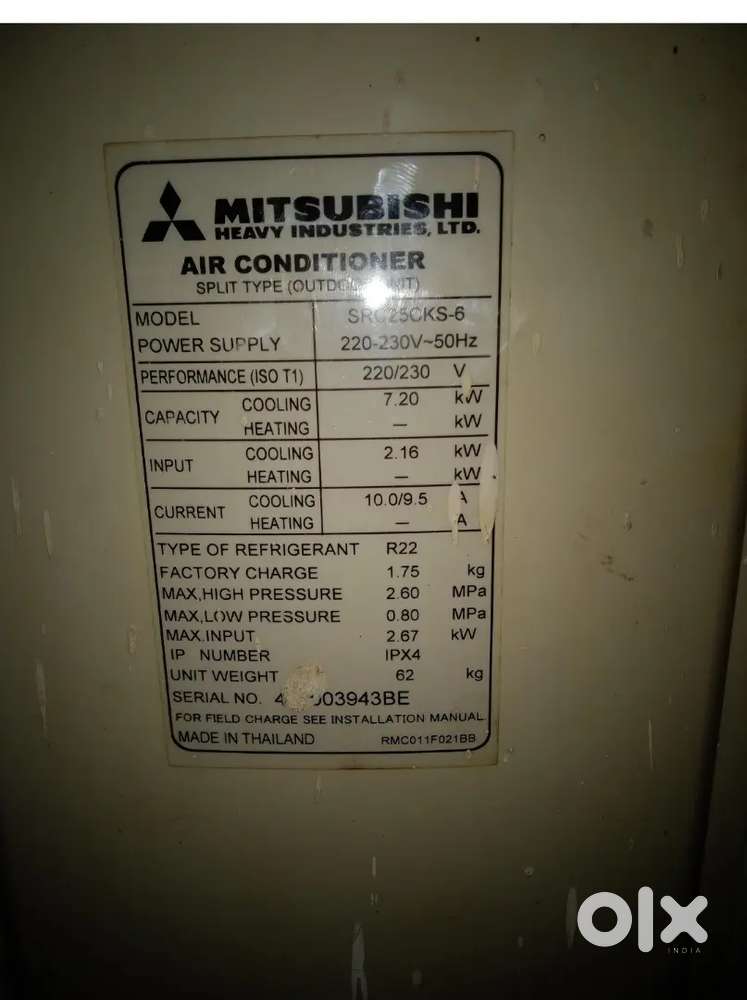 MITSUBISHI
HEAVY INDUSTRIES, LTD.
AIR CONDITIONER
SPLIT TYPE
MODEL
POWER SUPPLY 220-230V~50Hz
PERFORMANCE (ISO T1) 220/230 V
CAPACITY COOLING 7.20 kW
HEATING — kW
INPUT COOLING 2.16 kW
HEATING — kW
CURRENT COOLING 10.0/9.5 A
HEATING — A
TYPE OF REFRIGERANT R22
FACTORY CHARGE 1.75 kg
MAX,HIGH PRESSURE 2.60 MPa
MAX,LOW PRESSURE 0.80 MPa
MAX.INPUT 2.67 kW
IP NUMBER IPX4
UNIT WEIGHT 62 kg
SERIAL NO.
FOR FIELD CHARGE SEE INSTALLATION MANUAL.
MADE IN THAILAND RMC011F021BB
olx
INDIA